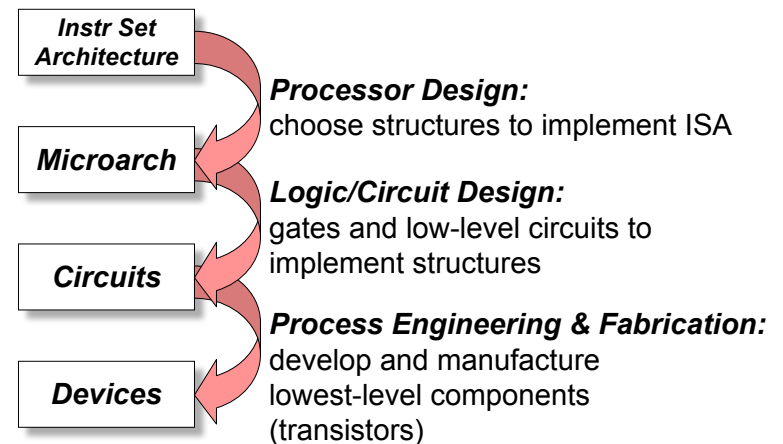 Instr Set
Architecture
Processor Design:
choose structures to implement ISA
Microarch
Logic/Circuit Design:
gates and low-level circuits to
implement structures
Circuits
Process Engineering & Fabrication:
develop and manufacture
lowest-level components
(transistors)
Devices